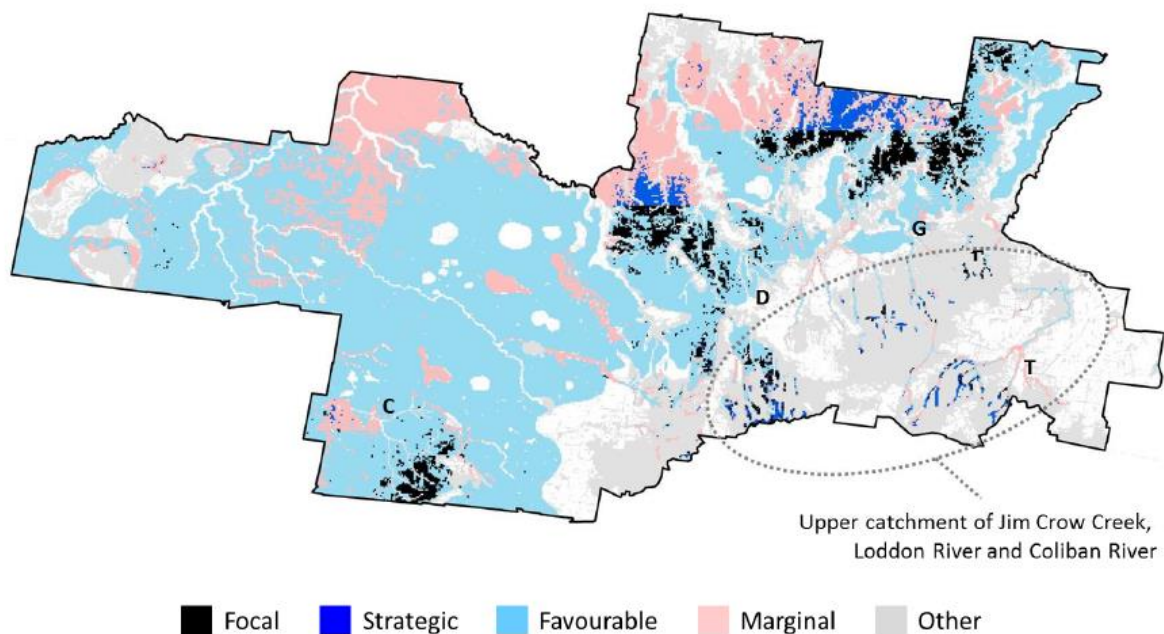 G
D
T
C
Upper catchment of Jim Crow Creek,
Loddon River and Coliban River
Focal Strategic Favourable Marginal Other